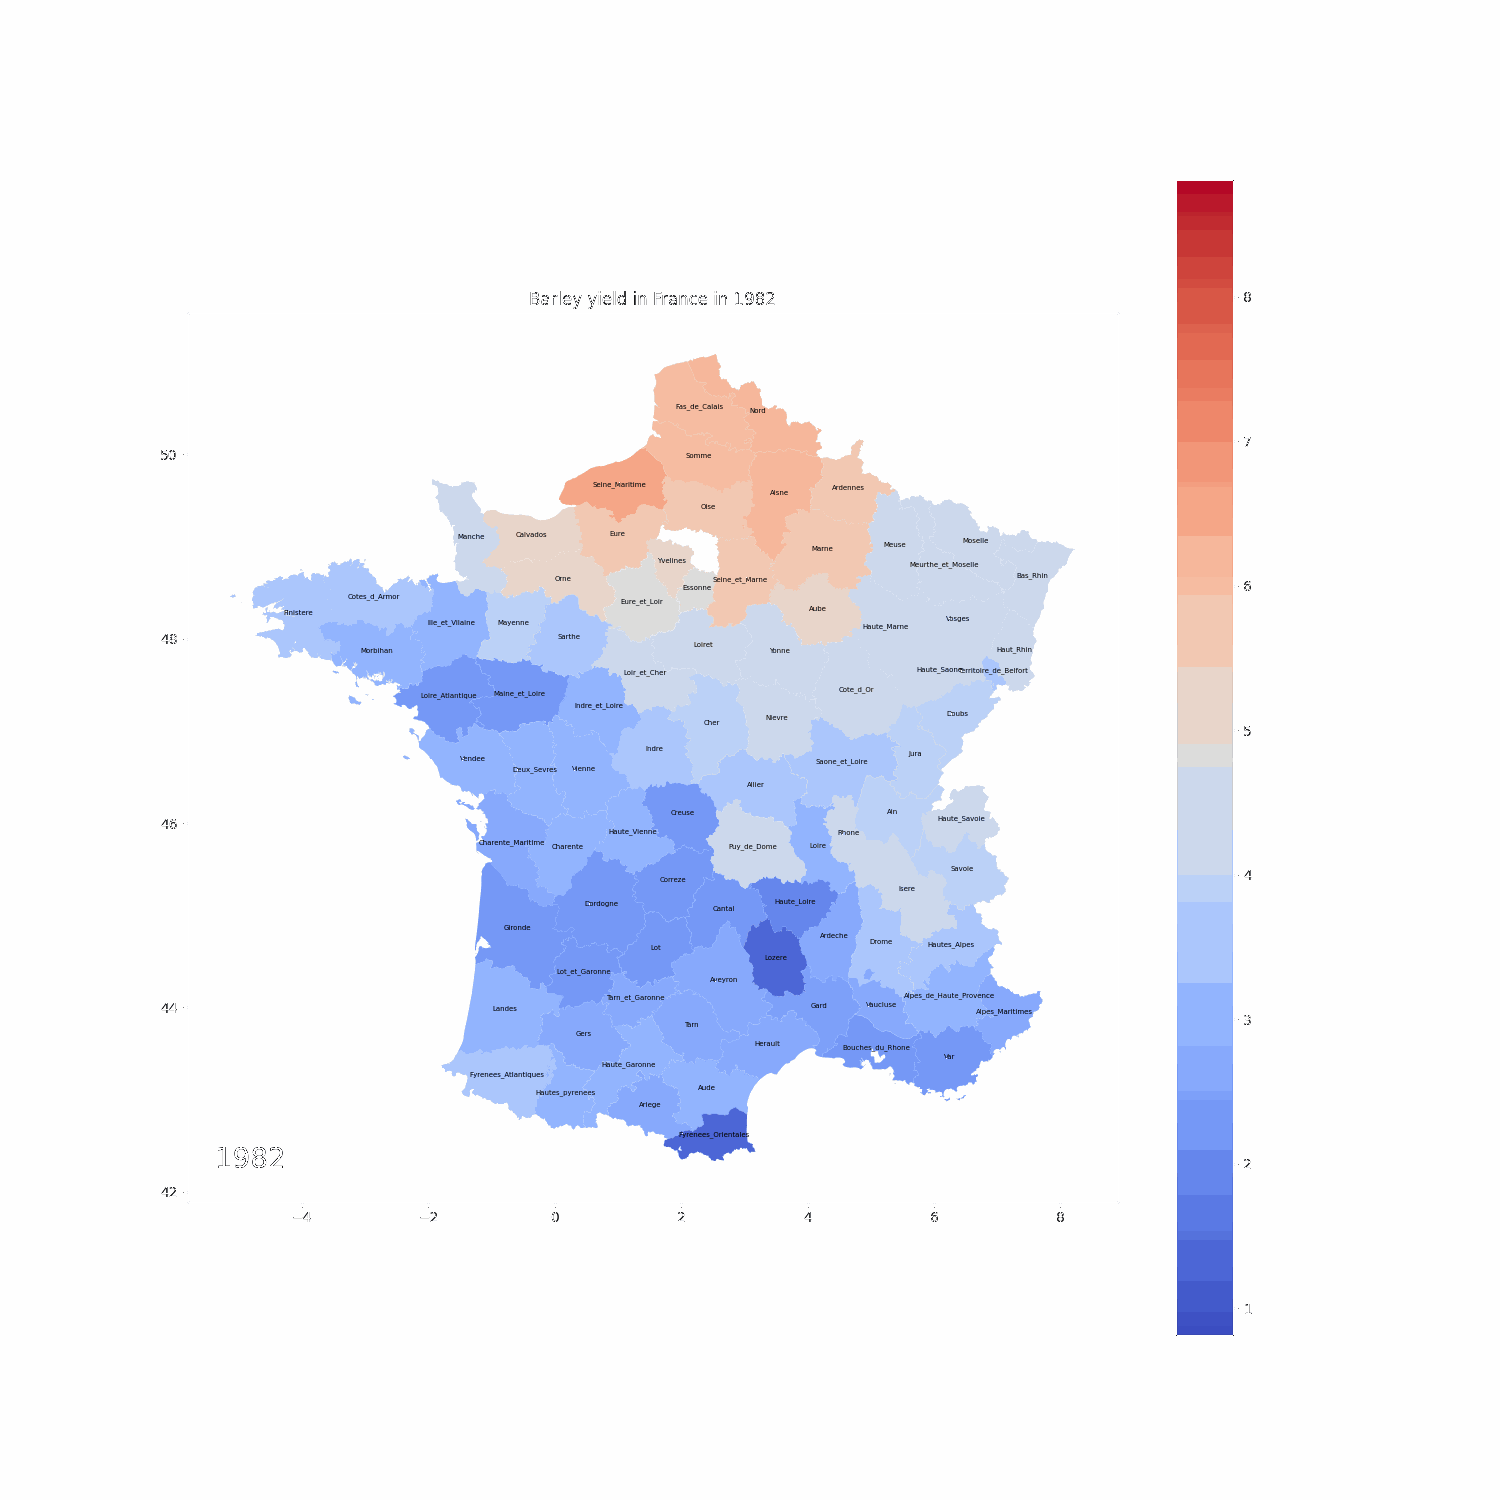 Barley yield in France in 1982
8
Fas_de_Calais
Nord
7
50
Somme
Seine_Maritime
Aisne
Ardennes
Oise
Eure
Calvados
Manche
Marne
Meuse
Moselle
Yvelines
Meurthe_et_Moselle
Bas_Rhin
Orne
Seine_et_Marne
6
Essonne
Cotes_d_Armor
Eure_et_Loir
Finistere
Aube
Ille_et_Vilaine
Mayenne
Vosges
Haute_Marne
48
Sarthe
Loiret
Morbihan
Yonne
Haut_Rhin
Loir_et_Cher
Haute_Saone
Territoire_de_Belfort
Cote_d_Or
Loire_Atlantique
Maine_et_Loire
Indre_et_Loire
Doubs
Nievre
Cher
5
Indre
Jura
Vendee
Saone_et_Loire
Deux_Sevres
Vienne
Allier
Creuse
Ain
Haute_Savoie
46
Haute_Vienne
Rhone
Charente_Maritime
Charente
Puy_de_Dome
Loire
Savoie
4
Correze
Isere
Dordogne
Haute_Loire
Cantal
Gironde
Ardeche
Drome
Hautes_Alpes
Lot
Lozere
Lot_et_Garonne
Aveyron
Tarn_et_Garonne
Alpes_de_Haute_Provence
44
Landes
Gard
Vaucluse
Alpes_Maritimes
3
Tarn
Gers
Herault
Bouches_du_Rhone
Var
Haute_Garonne
Fyrenees_Atlantiques
Aude
Hautes_pyrenees
Ariege
Fyrenees_Orientales
1982
2
42
−4
−2
0
2
4
6
8
1